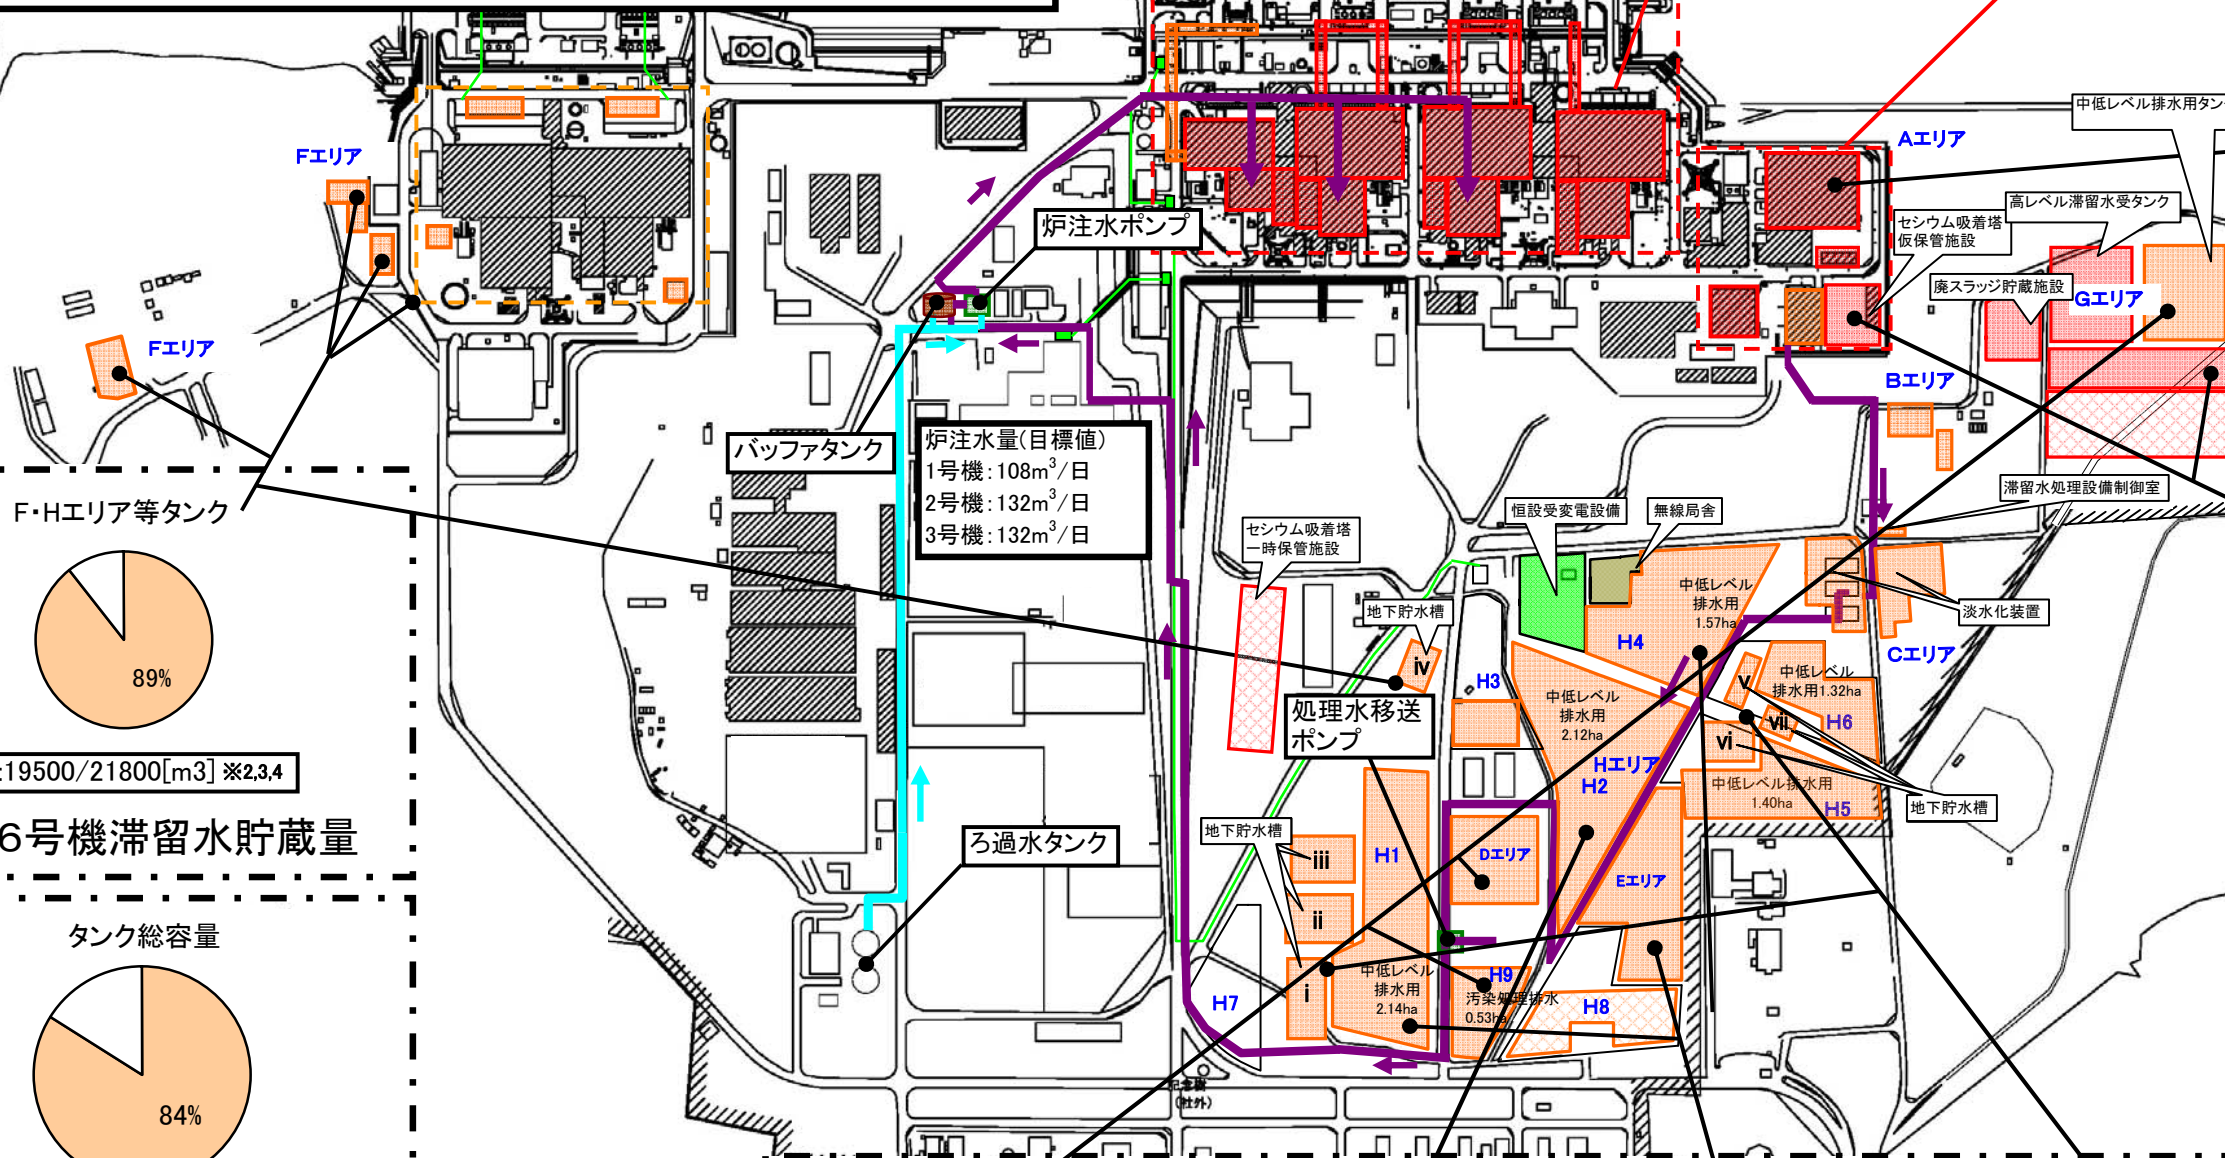 中低レベル排水用タン
Aエリア
Fエリア
高レベル滞留水受タンク
炉注水ポンプ
セシウム吸着塔
仮保管施設
廃スラッジ貯蔵施設
Gエリア
Fエリア
Bエリア
バッファタンク
炉注水量(目標値)
1号機:108m³/日
2号機:132m³/日
3号機:132m³/日
滞留水処理設備制御室
F・Hエリア等タンク
恒設受変電設備
無線局舎
セシウム吸着塔
一時保管施設
中低レベル
排水用
1.57ha
地下貯水槽
淡水化装置
H4
Cエリア
iv
89%
H3
v
中低レベル
排水用1.32ha
処理水移送
ポンプ
中低レベル
排水用
2.12ha
vii
H6
vi
Hエリア
H2
:19500/21800[m3] ※2,3,4
中低レベル排水用
1.40ha
H5
地下貯水槽
6号機滞留水貯蔵量
地下貯水槽
ろ過水タンク
iii
H1
Dエリア
Eエリア
ii
タンク総容量
中低レベル
排水用
2.14ha
i
H9
汚染処理排水
0.53ha
H7
H8
記念樹
(社外)
84%